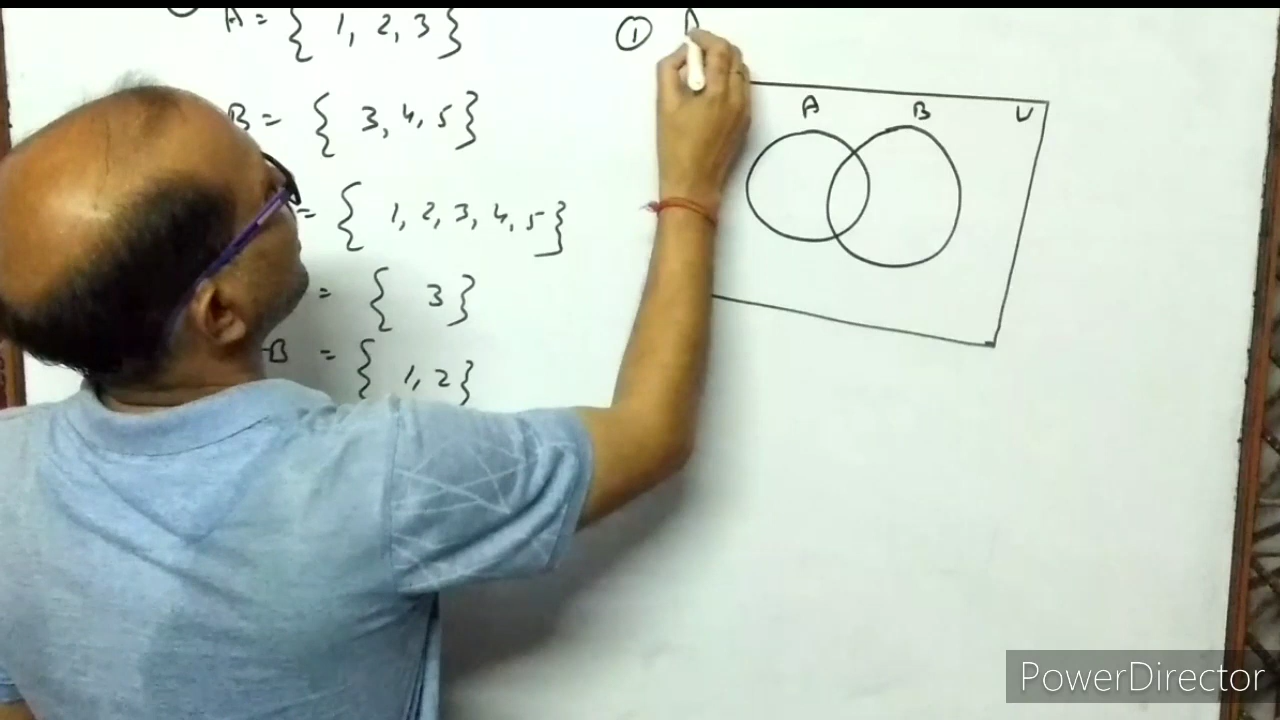 A = { 1, 2, 3 }
B = { 3, 4, 5 }
= { 1, 2, 3, 4, 5 }
= { 3 }
-B = { 1, 2 }
① A
A B U
PowerDirector